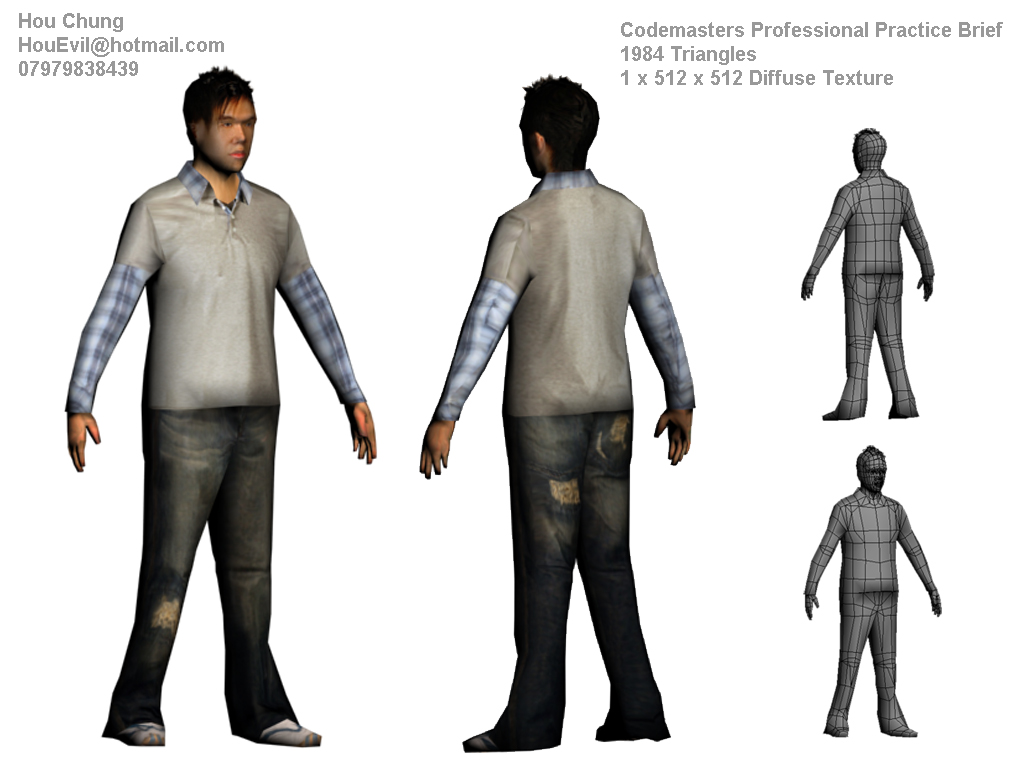 Hou Chung
HouEvil@hotmail.com
07979838439
Codemasters Professional Practice Brief
1984 Triangles
1 x 512 x 512 Diffuse Texture